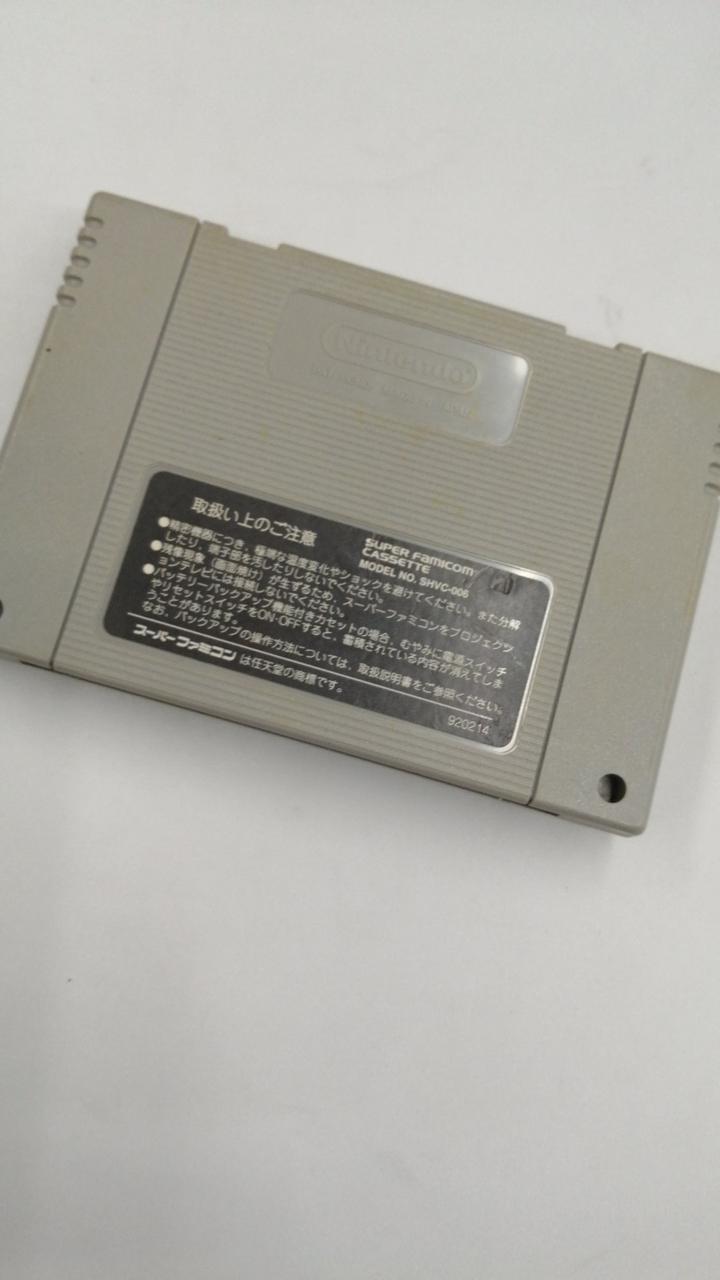 Nintendo
取扱い上のご注意
SUPER FAMICOM
CASSETTE
MODEL NO. SHVC-006
●精密機器につき、極端な温度変化やショックを避けてください。また分解
したり、端子部を汚したりしないでください。
●残像現象（画面焼け）が生ずるため、スーパーファミコンをプロジェクシ
ョンテレビには接続しないでください。
●バッテリーバックアップ機能付きカセットの場合、むやみに電源スイッチ
やリセットスイッチをON・OFFすると、蓄積されている内容が消えてしま
うことがあります。
なお、バックアップの操作方法については、取扱説明書をご参照ください。
スーパーファミコン は任天堂の商標です。
920214